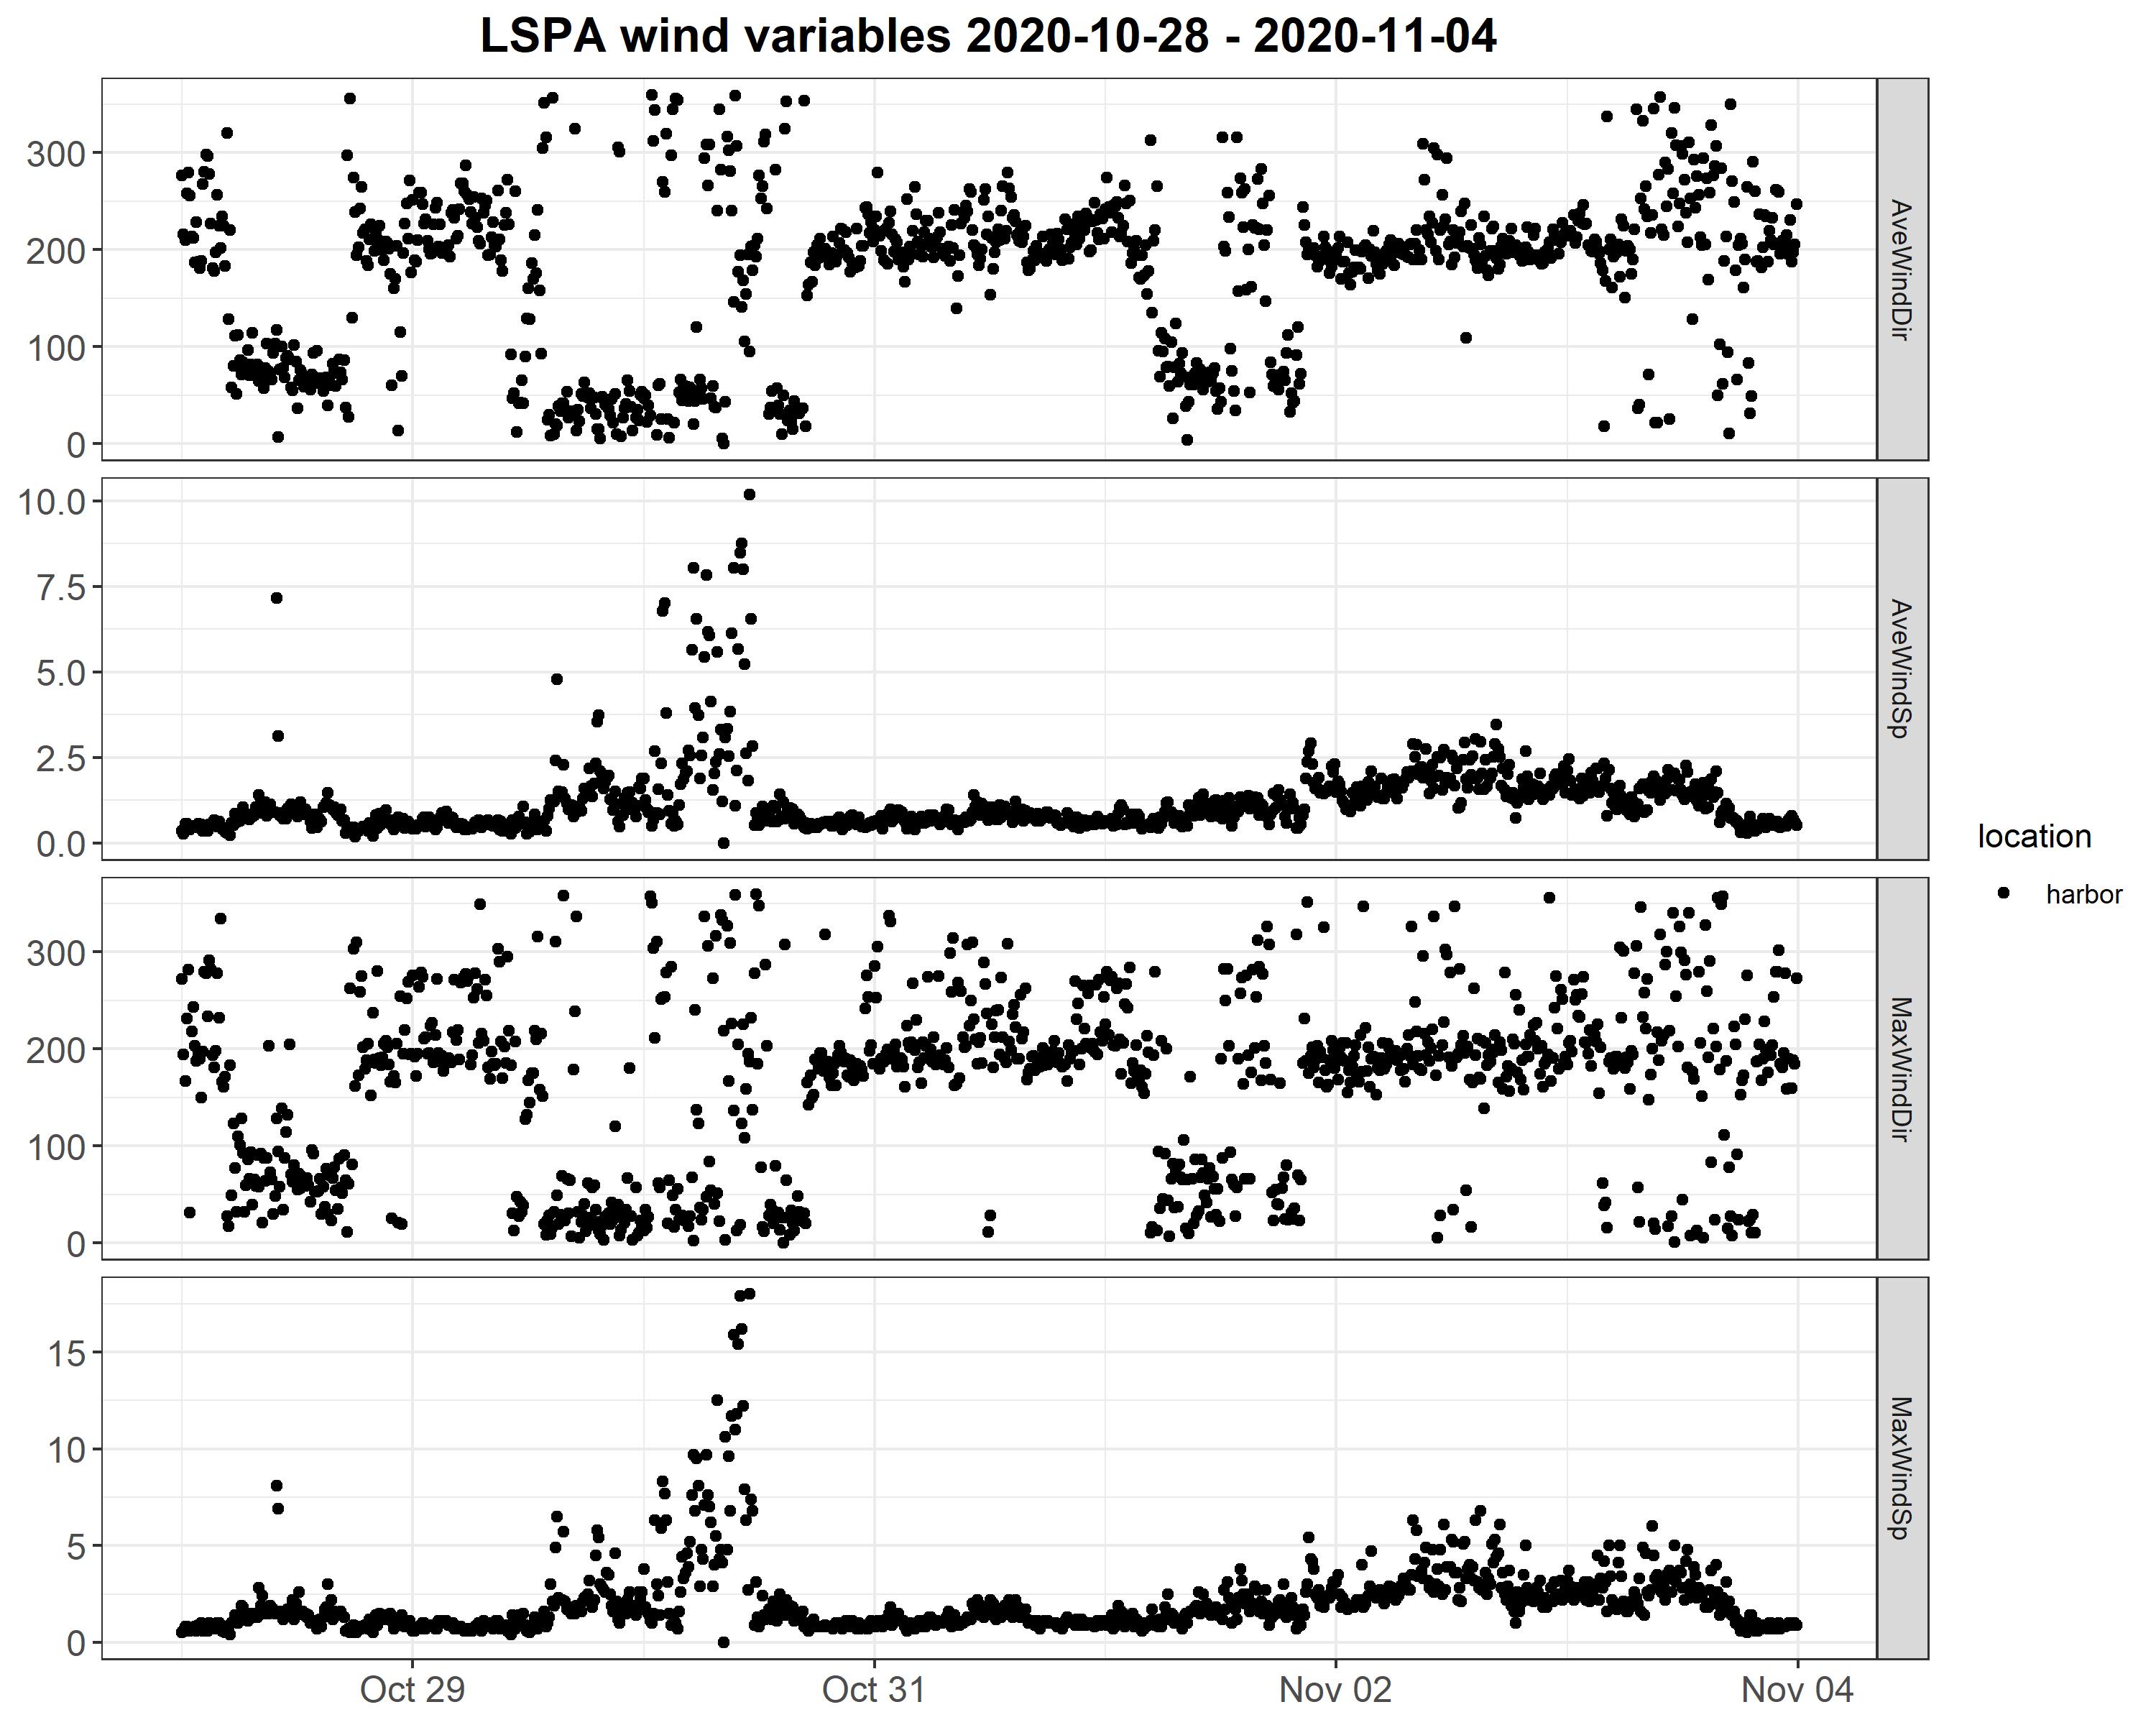 LSPA wind variables 2020-10-28 - 2020-11-04
300
200
100
0
AveWindDir
10.0
7.5
5.0
2.5
0.0
AveWindSp
300
200
100
0
MaxWindDir
15
10
5
0
MaxWindSp
Oct 29 Oct 31 Nov 02 Nov 04
location
harbor